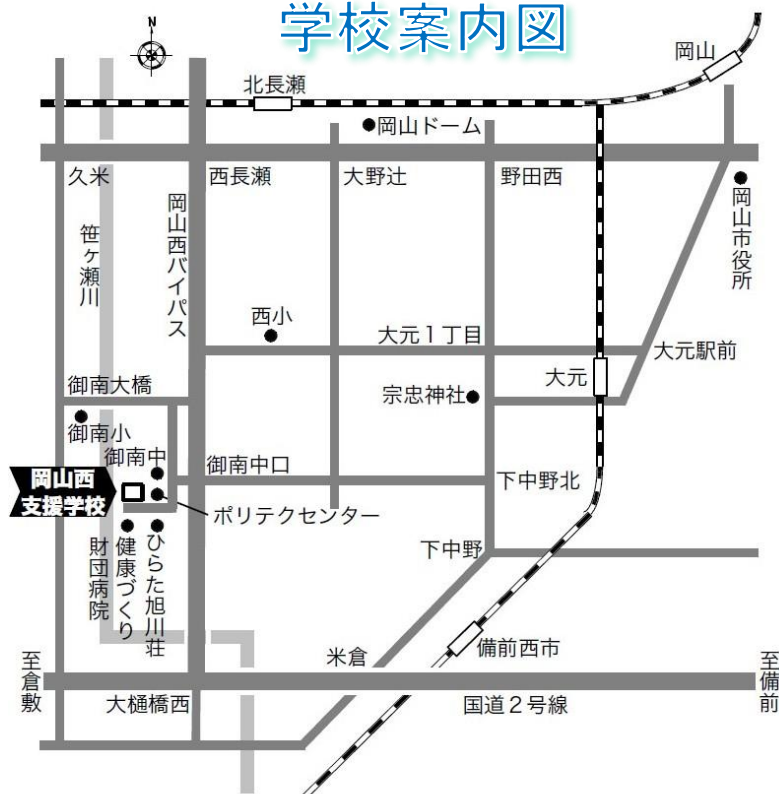 学校案内図
N
岡山
北長瀬
岡山ドーム
久米
西長瀬
大野辻
野田西
岡山市役所
笹ヶ瀬川
岡山西バイパス
西小
大元1丁目
大元駅前
御南大橋
大元
宗忠神社
御南小
御南中
御南中口
岡山西
支援学校
下中野北
ポリテクセンター
下中野
ひらた旭川荘
健康づくり
財団病院
米倉
備前西市
至倉敷
至備前
大樋橋西
国道2号線